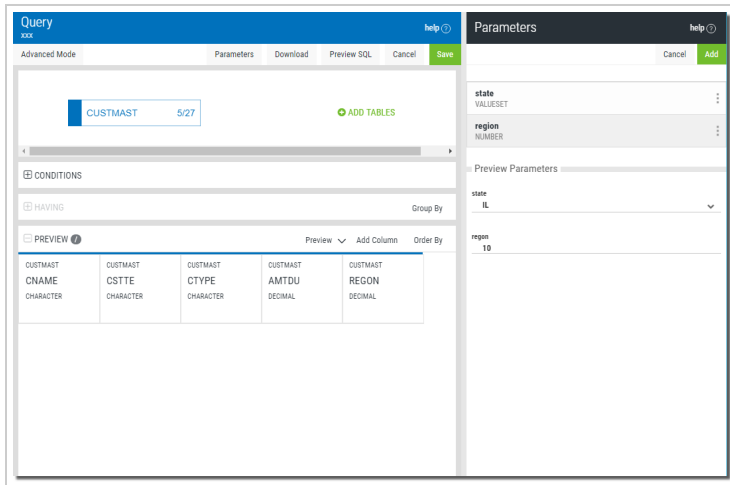 Query
xxx
help ?
Advanced Mode
Parameters
Download
Preview SQL
Cancel
Save
CUSTMAST 5/27
ADD TABLES
CONDITIONS
HAVING
Group By
PREVIEW i
Preview
Add Column
Order By
CUSTMAST
CNAME
CHARACTER
CUSTMAST
CSTTE
CHARACTER
CUSTMAST
CTYPE
CHARACTER
CUSTMAST
AMTDU
DECIMAL
CUSTMAST
REGON
DECIMAL
Parameters
help ?
Cancel
Add
state
VALUESET
region
NUMBER
Preview Parameters
state
IL
regon
10